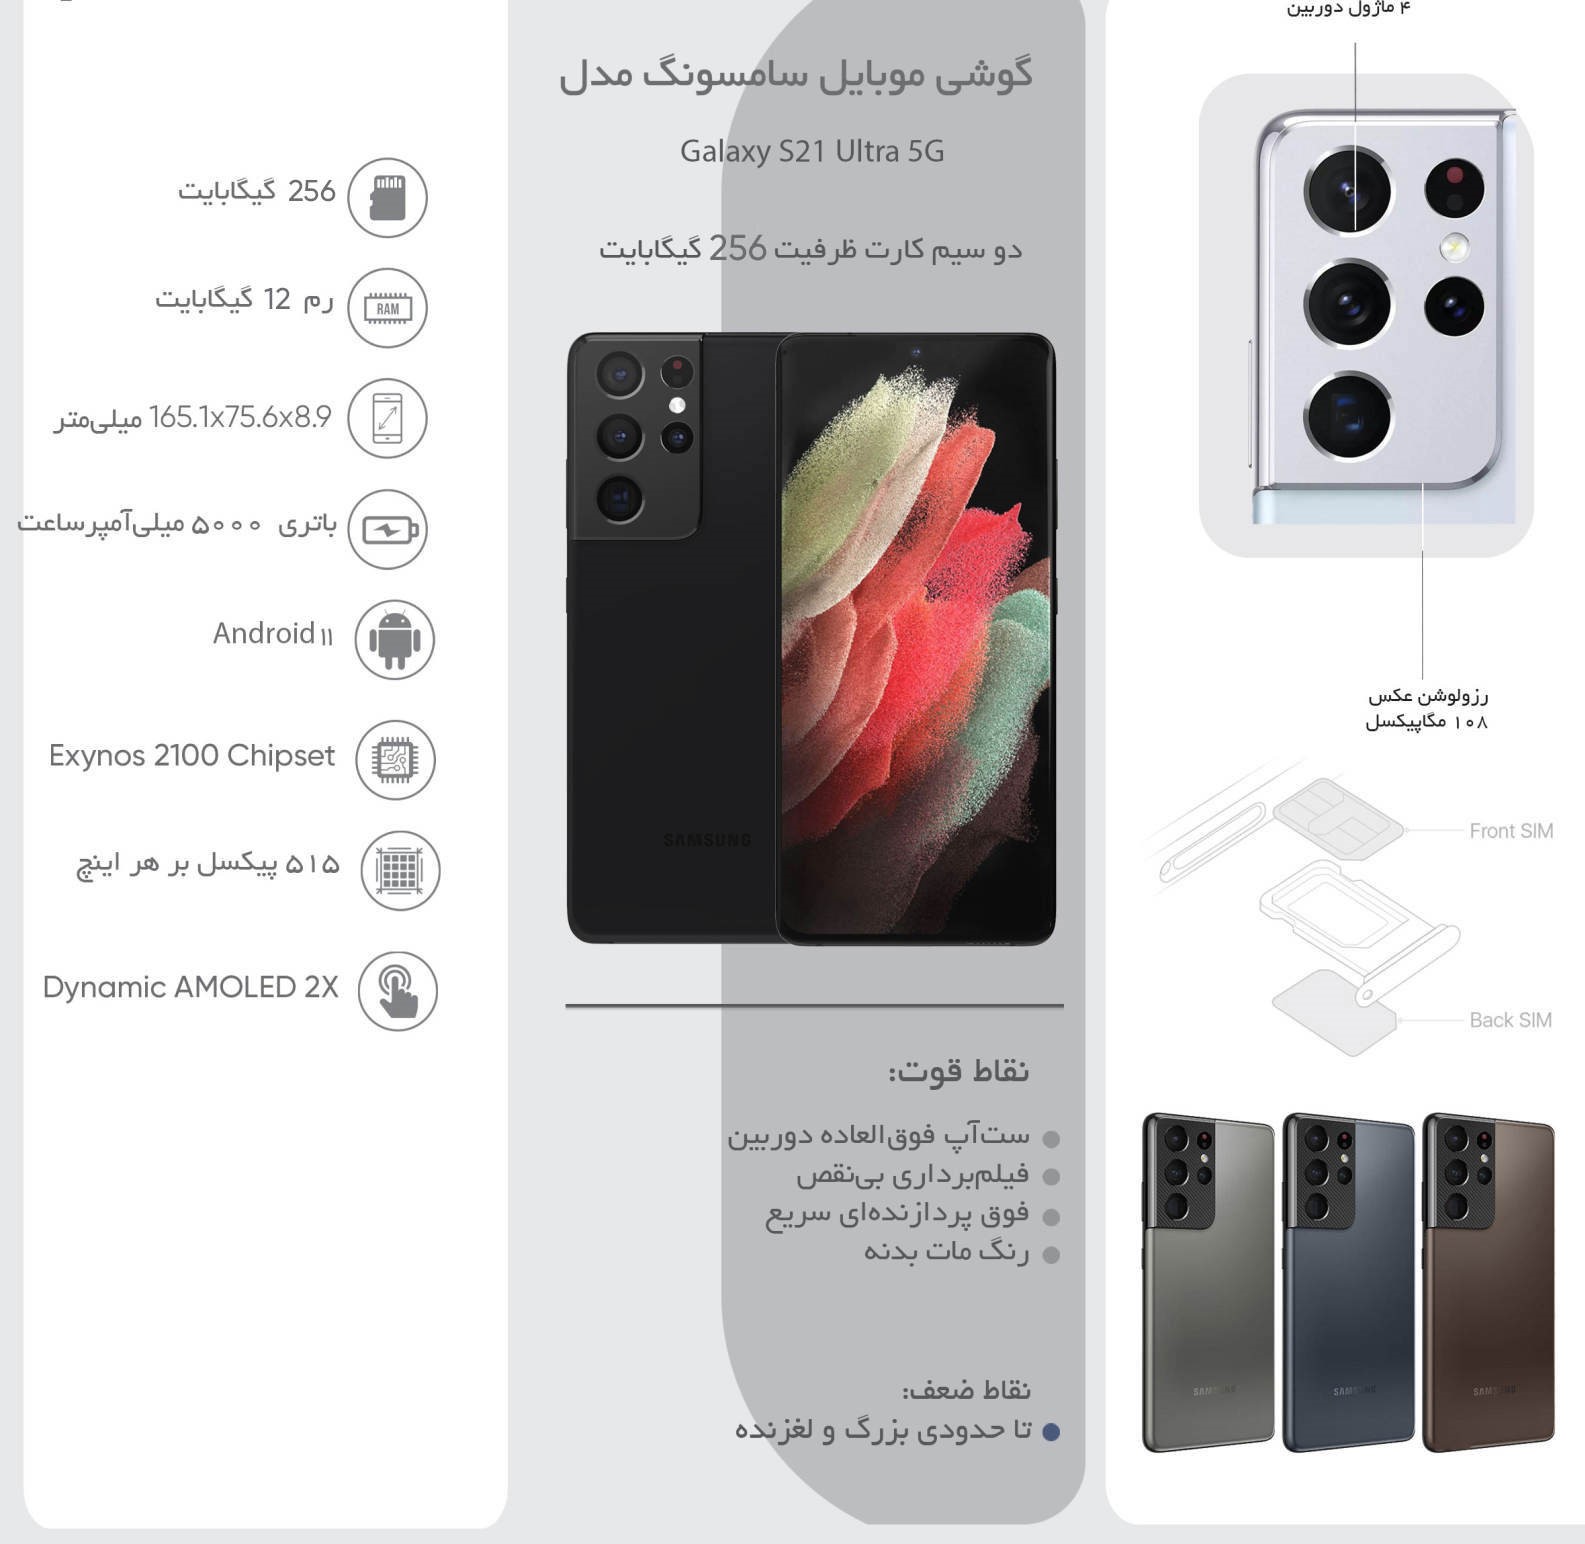 ۴ ماژول دوربین
رزولوشن عکس
۱۰۸ مگاپیکسل
Front SIM
Back SIM
SAMSUNG
SAMSUNG
SAMSUNG
گوشی موبایل سامسونگ مدل
Galaxy S21 Ultra 5G
دو سیم کارت ظرفیت 256 گیگابایت
SAMSUNG
نقاط قوت:
ست‌آپ فوق‌العاده دوربین
فیلم‌برداری بی‌نقص
فوق پردازنده‌ای سریع
رنگ مات بدنه
نقاط ضعف:
تا حدودی بزرگ و لغزنده
256 گیگابایت
رم 12 گیگابایت
RAM
165.1x75.6x8.9 میلی‌متر
باتری ۵۰۰۰ میلی‌آمپرساعت
Android ۱۱
Exynos 2100 Chipset
۵۱۵ پیکسل بر هر اینچ
Dynamic AMOLED 2X